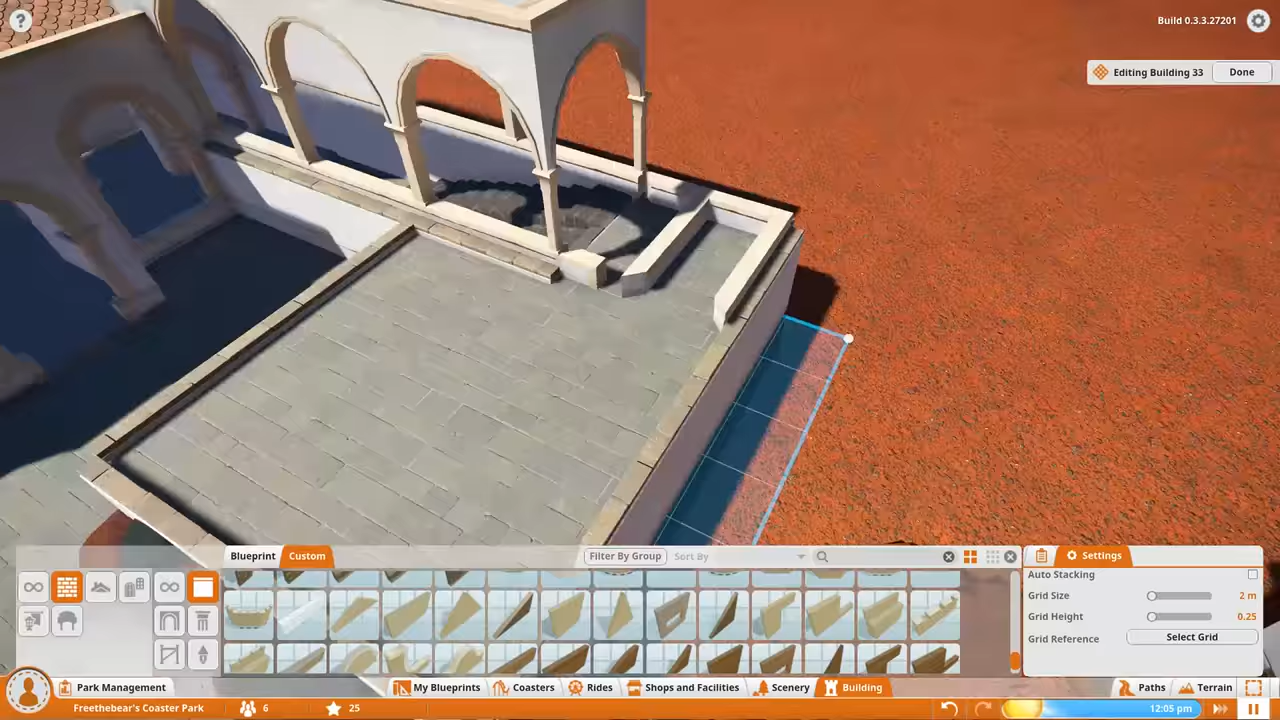 ?
Build 0.3.3.27201
Editing Building 33
Done
Blueprint
Custom
Filter By Group
Sort By
Settings
Auto Stacking
Grid Size
2 m
Grid Height
0.25
Grid Reference
Select Grid
Park Management
My Blueprints
Coasters
Rides
Shops and Facilities
Scenery
Building
Paths
Terrain
Freethebear's Coaster Park
6
25
12:05 pm